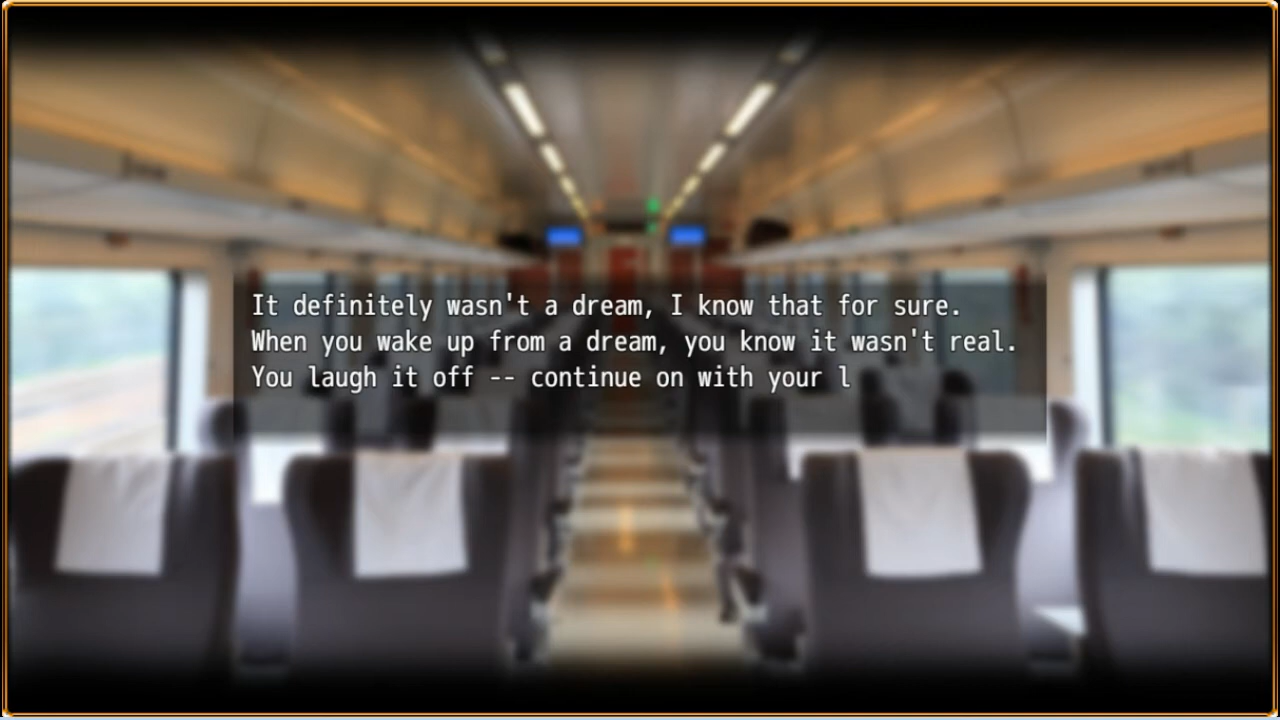 It definitely wasn't a dream, I know that for sure.
When you wake up from a dream, you know it wasn't real.
You laugh it off -- continue on with your l